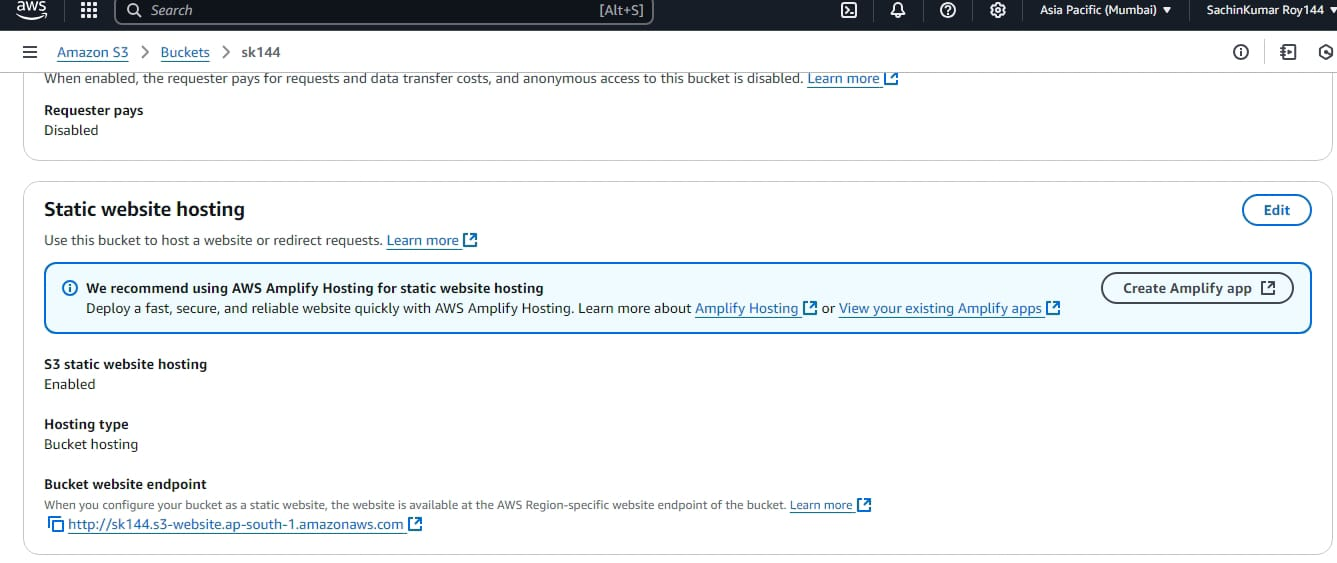 aws
Search [Alt+S] Asia Pacific (Mumbai) SachinKumar Roy144
Amazon S3 Buckets sk144
When enabled, the requester pays for requests and data transfer costs, and anonymous access to this bucket is disabled. Learn more
Requester pays
Disabled
Static website hosting
Edit
Use this bucket to host a website or redirect requests. Learn more
We recommend using AWS Amplify Hosting for static website hosting
Create Amplify app
Deploy a fast, secure, and reliable website quickly with AWS Amplify Hosting. Learn more about Amplify Hosting or View your existing Amplify apps
S3 static website hosting
Enabled
Hosting type
Bucket hosting
Bucket website endpoint
When you configure your bucket as a static website, the website is available at the AWS Region-specific website endpoint of the bucket. Learn more
http://sk144.s3-website.ap-south-1.amazonaws.com